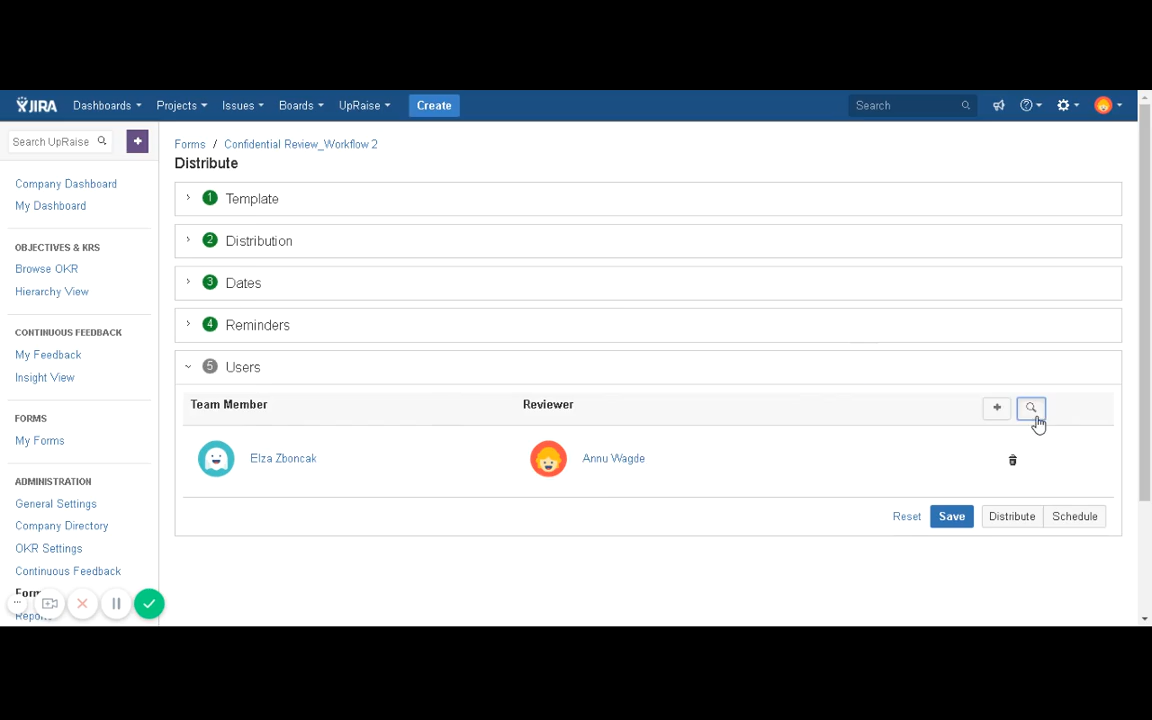 JIRA Dashboards Projects Issues Boards UpRaise Create Search
Search UpRaise
Forms / Confidential Review_Workflow 2
Distribute
Company Dashboard
My Dashboard
OBJECTIVES & KRS
Browse OKR
Hierarchy View
CONTINUOUS FEEDBACK
My Feedback
Insight View
FORMS
My Forms
ADMINISTRATION
General Settings
Company Directory
OKR Settings
Continuous Feedback
1 Template
2 Distribution
3 Dates
4 Reminders
5 Users
Team Member Reviewer
Elza Zboncak Annu Wagde
Reset Save Distribute Schedule